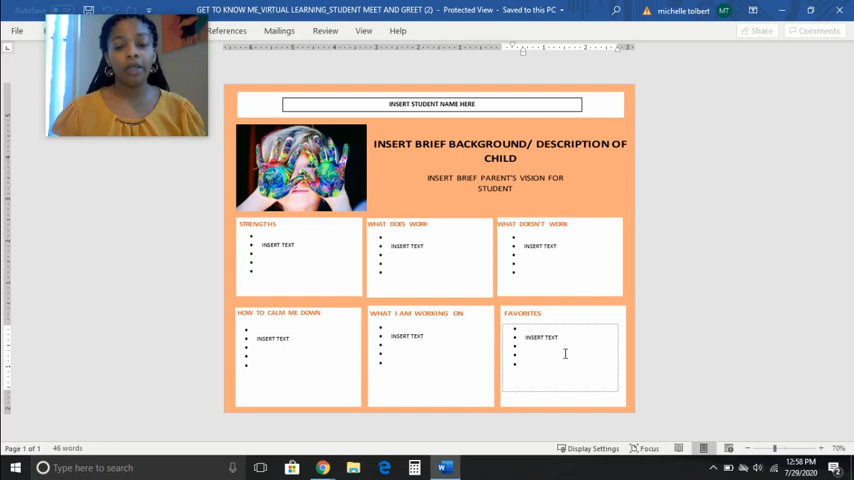 AutoSave
GET TO KNOW ME_VIRTUAL LEARNING_STUDENT MEET AND GREET (2) - Protected View - Saved to this PC
michelle tolbert MT
File References Mailings Review View Help Share Comments
INSERT STUDENT NAME HERE
INSERT BRIEF BACKGROUND/ DESCRIPTION OF
CHILD
INSERT BRIEF PARENT'S VISION FOR
STUDENT
STRENGTHS
INSERT TEXT
WHAT DOES WORK
INSERT TEXT
WHAT DOESN'T WORK
INSERT TEXT
HOW TO CALM ME DOWN
INSERT TEXT
WHAT I AM WORKING ON
INSERT TEXT
FAVORITES
INSERT TEXT
Page 1 of 1 46 words Display Settings Focus 70%
Type here to search
12:58 PM
7/29/2020
2